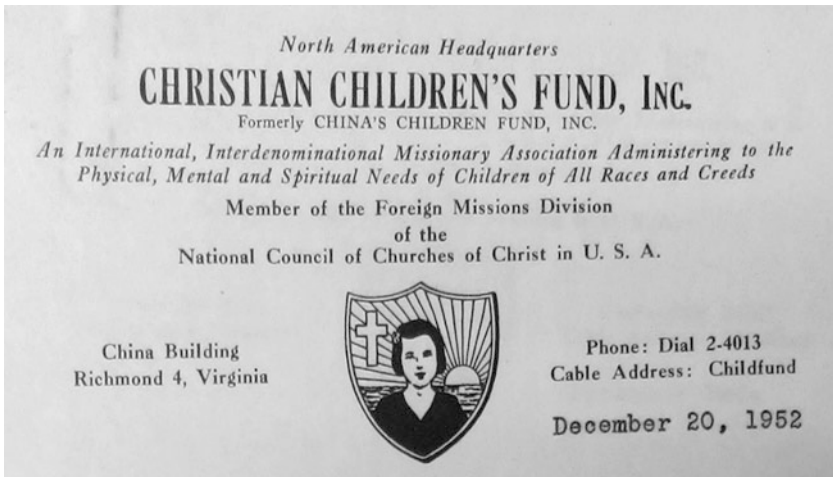 North American Headquarters
CHRISTIAN CHILDREN'S FUND, INC.
Formerly CHINA'S CHILDREN FUND, INC.
An International, Interdenominational Missionary Association Administering to the
Physical, Mental and Spiritual Needs of Children of All Races and Creeds
Member of the Foreign Missions Division
of the
National Council of Churches of Christ in U. S. A.
China Building
Richmond 4, Virginia
Phone: Dial 2-4013
Cable Address: Childfund
December 20, 1952